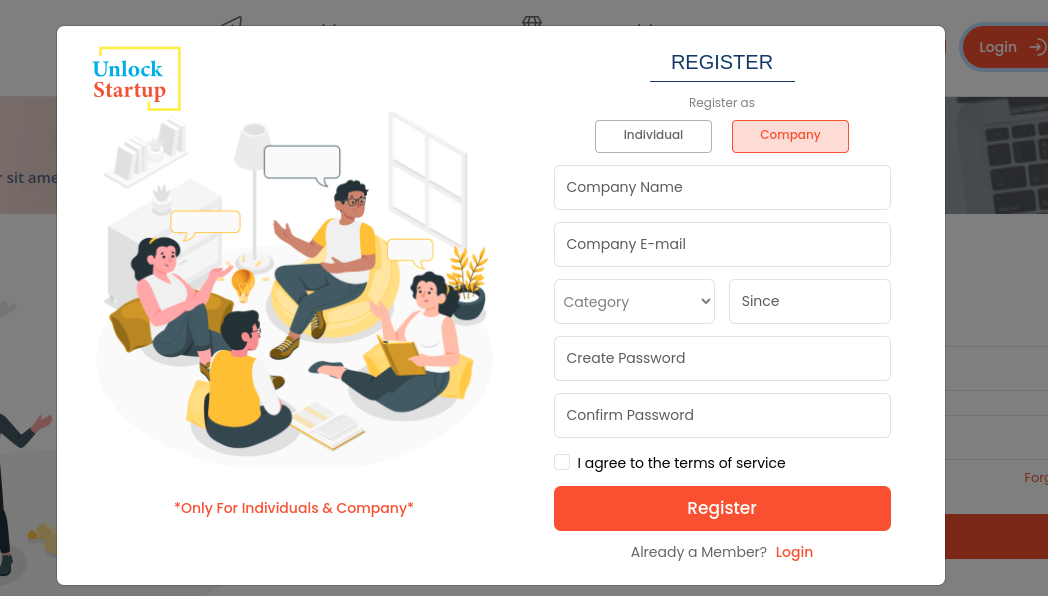 Unlock
Startup
*Only For Individuals & Company*
REGISTER
Register as
Individual
Company
Company Name
Company E-mail
Category
Since
Create Password
Confirm Password
I agree to the terms of service
Register
Already a Member? Login
Login
sit ame
Forg